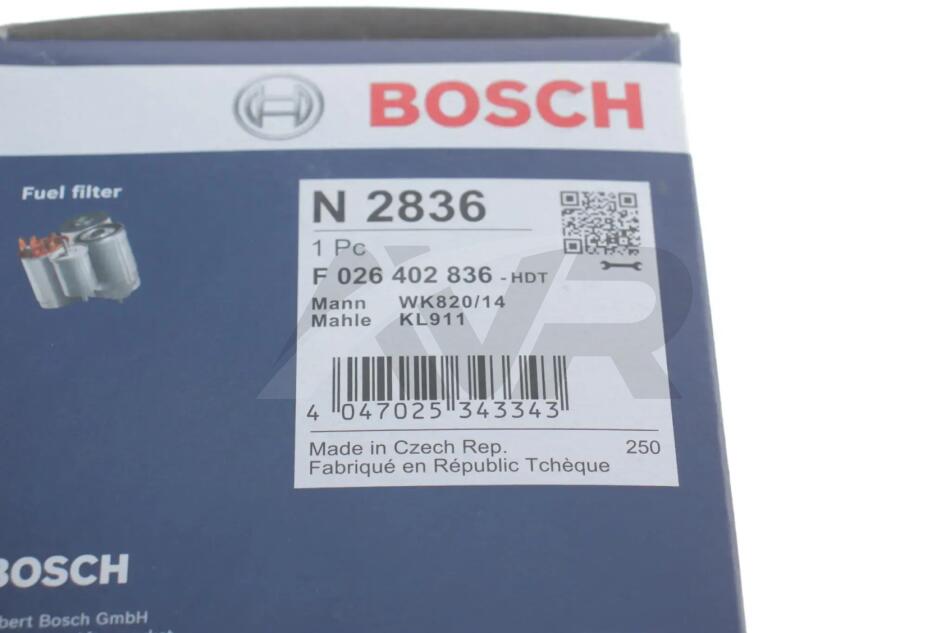 BOSCH
Fuel filter
N 2836
1 Pc
F 026 402 836 - HDT
Mann WK820/14
Mahle KL911
4 047025 343343
Made in Czech Rep. 250
Fabriqué en Républic Tchèque
AVR
BOSCH
bert Bosch GmbH